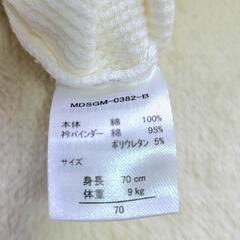 MDSGM-0382-B
本体 綿 100%
衿バインダー 綿 95%
ポリウレタン 5%
サイズ
身長 70 cm
体重 9 kg
70